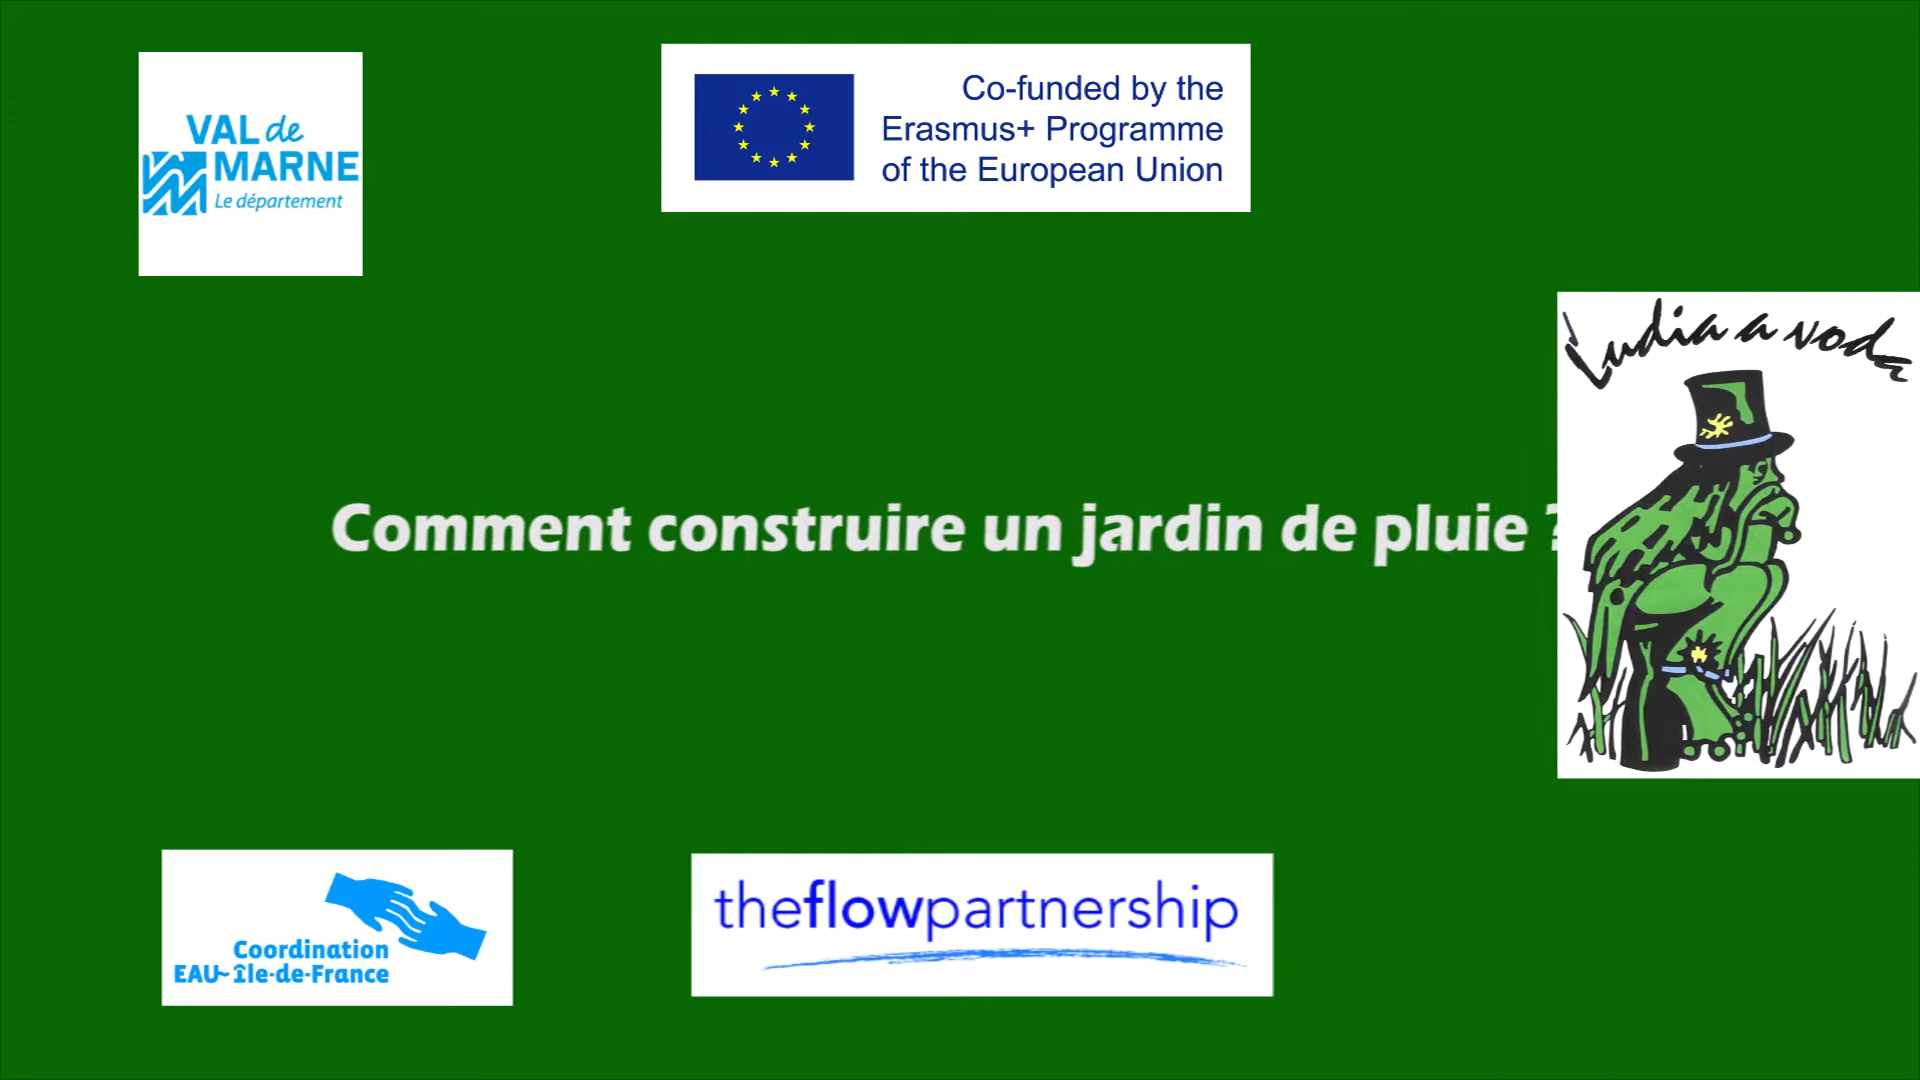 VAL de
MARNE
Le département
Co-funded by the
Erasmus+ Programme
of the European Union
Ľudia a voda
Comment construire un jardin de pluie ?
Coordination
EAU~Île-de-France
theflowpartnership